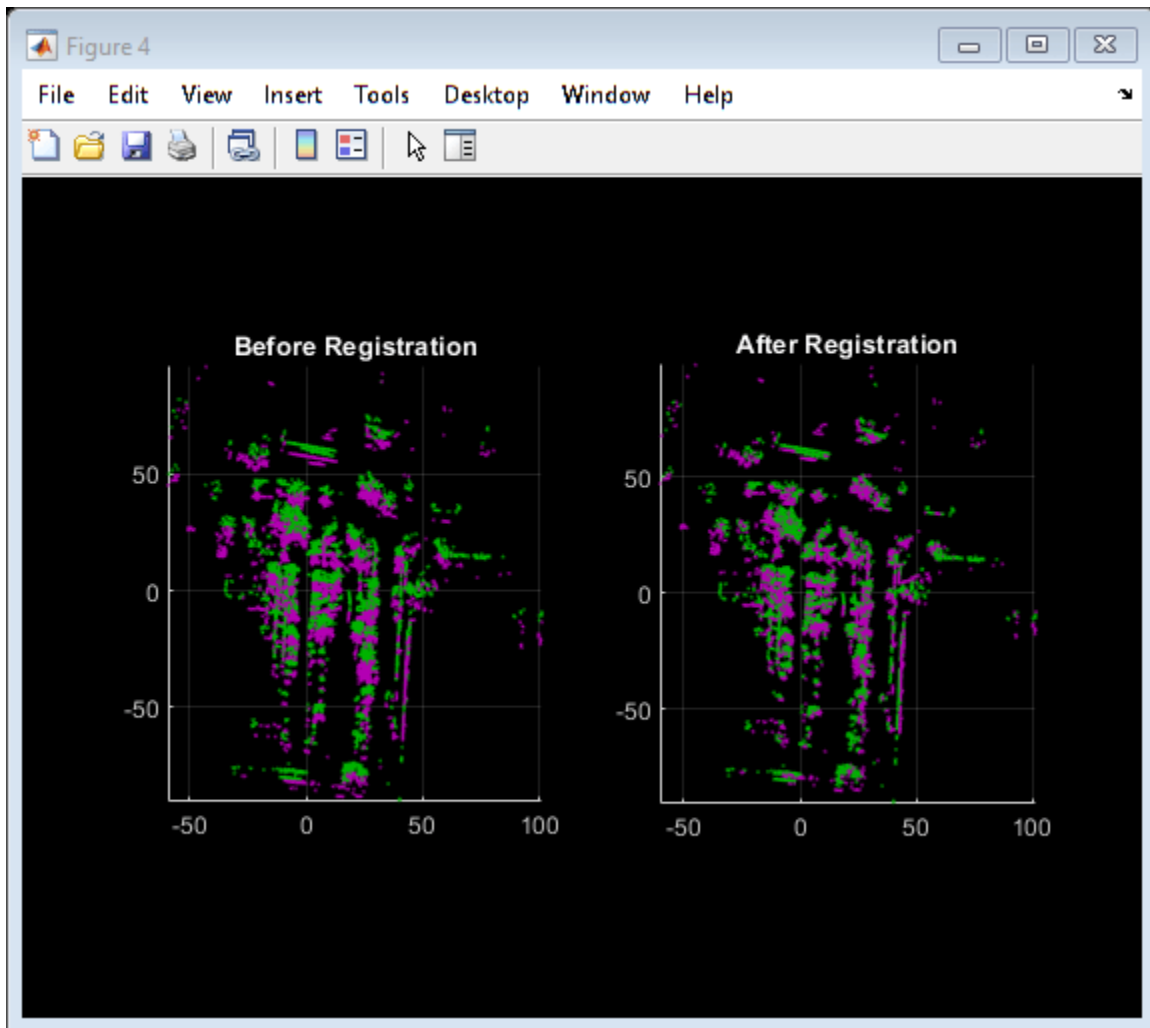 Figure 4
File Edit View Insert Tools Desktop Window Help
Before Registration
50
0
-50
-50 0 50 100
After Registration
50
0
-50
-50 0 50 100